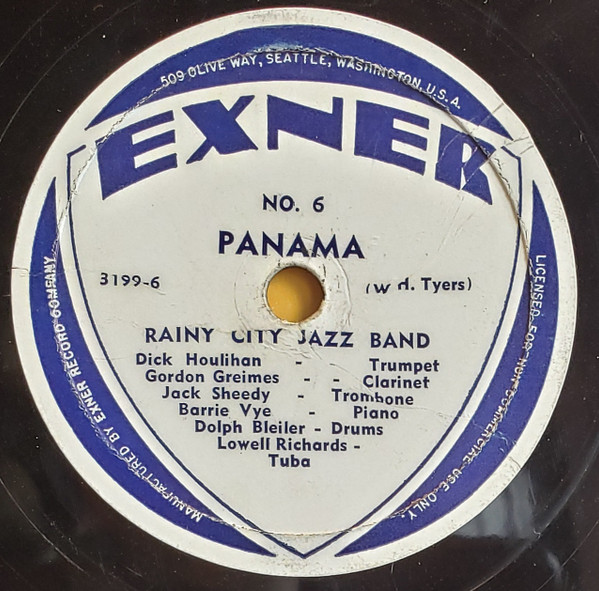 509 OLIVE WAY, SEATTLE, WASHINGTON, U.S.A.
EXNER
NO. 6
PANAMA
3199-6 (W. H. Tyers)
RAINY CITY JAZZ BAND
Dick Houlihan - Trumpet
Gordon Greimes - - Clarinet
Jack Sheedy - Trombone
Barrie Vye - Piano
Dolph Bleiler - Drums
Lowell Richards -
Tuba
MANUFACTURED BY EXNER RECORD COMPANY
LICENSED FOR NON-COMMERCIAL USE ONLY.